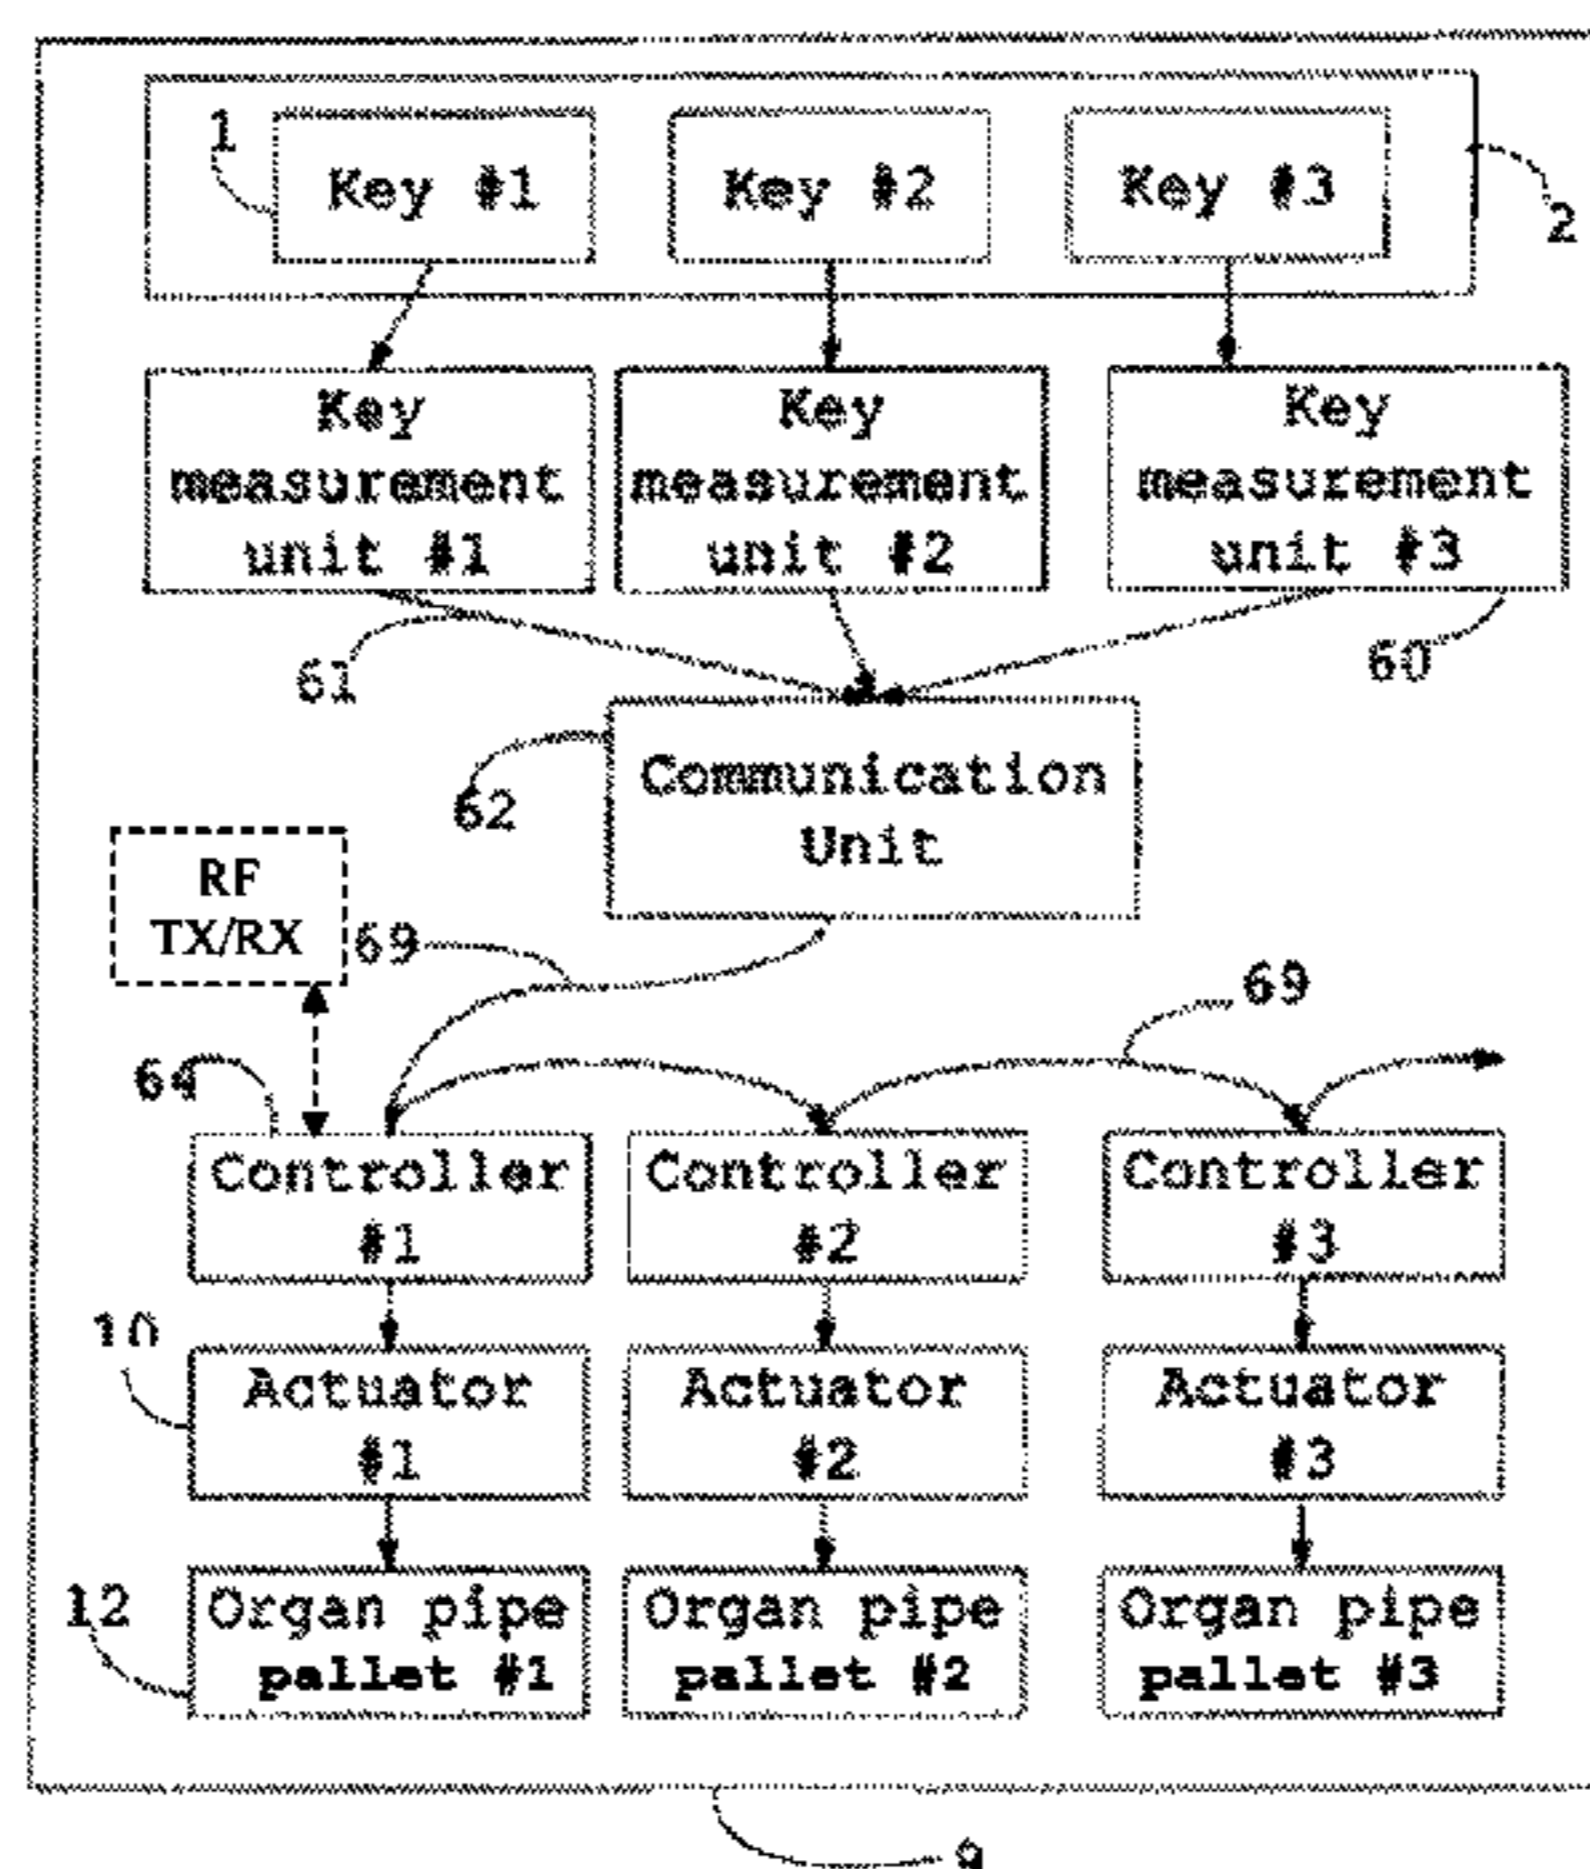 1
Key #1
Key #2
Key #3
2
Key
measurement
unit #1
Key
measurement
unit #2
Key
measurement
unit #3
61
60
62
Communication
Unit
RF
TX/RX
69
69
64
Controller
#1
Controller
#2
Controller
#3
10
Actuator
#1
Actuator
#2
Actuator
#3
12
Organ pipe
pallet #1
Organ pipe
pallet #2
Organ pipe
pallet #3
9